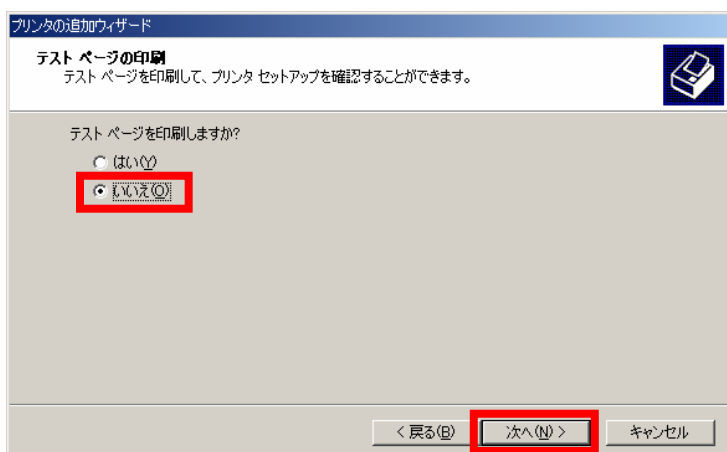 プリンタの追加ウィザード
テスト ページの印刷
テスト ページを印刷して、プリンタ セットアップを確認することができます。
テスト ページを印刷しますか?
はい(Y)
いいえ(O)
< 戻る(B)
次へ(N) >
キャンセル